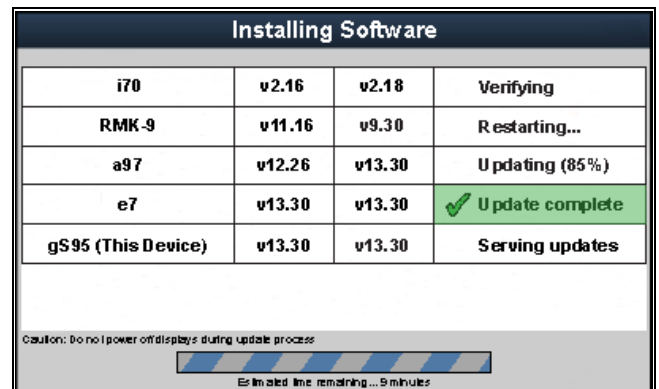 Installing Software
i70 v2.16 v2.18 Verifying
RMK-9 v11.16 v9.30 Restarting...
a97 v12.26 v13.30 Updating (85%)
e7 v13.30 v13.30 Update complete
gS95 (This Device) v13.30 v13.30 Serving updates
Caution: Do not power off displays during update process
Estimated time remaining... 9 minutes